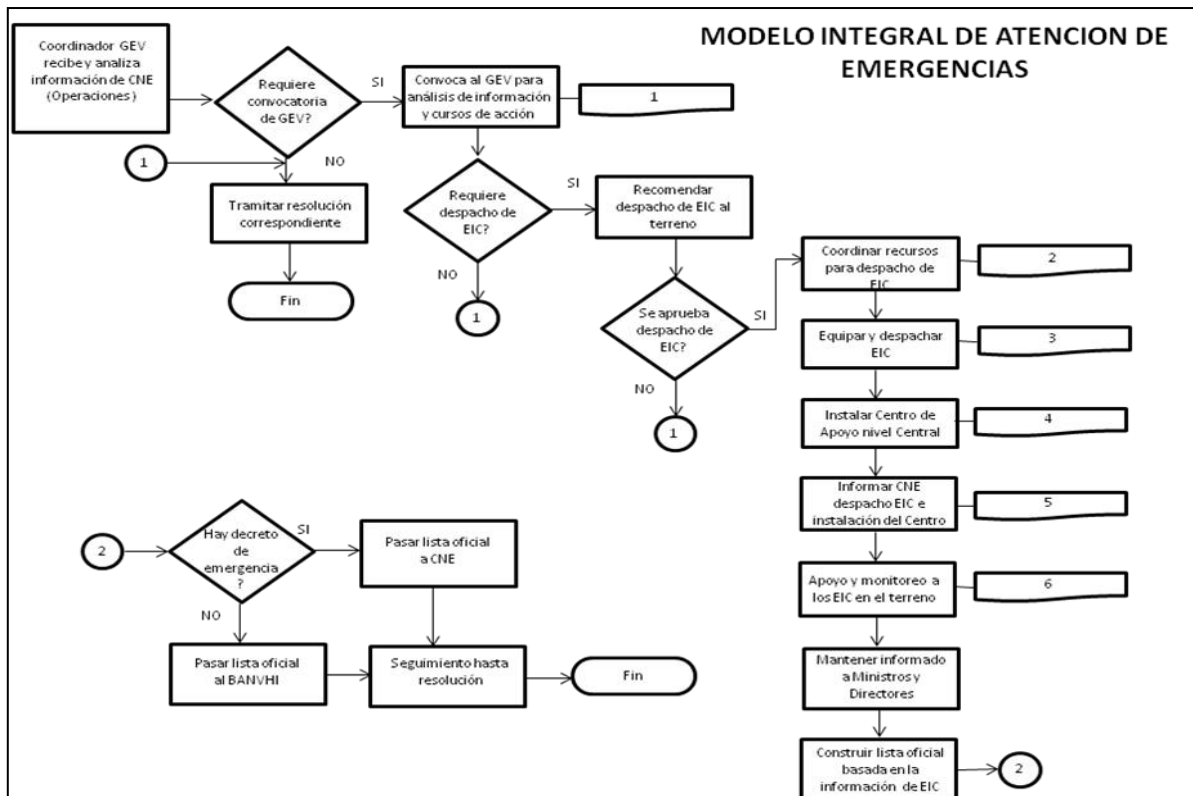 MODELO INTEGRAL DE ATENCION DE
EMERGENCIAS
Coordinador GEV
recibe y analiza
información de CNE
(Operaciones)
Requiere
convocatoria
de GEV?
SI
Convoca al GEV para
análisis de información
y cursos de acción
1
1
NO
Tramitar resolución
correspondiente
Fin
Requiere
despacho de
EIC?
SI
Recomendar
despacho de EIC al
terreno
NO
1
Se aprueba
despacho de
EIC?
SI
NO
1
Coordinar recursos
para despacho de
EIC
2
Equipar y despachar
EIC
3
Instalar Centro de
Apoyo nivel Central
4
Informar CNE
despacho EIC e
instalación del Centro
5
Apoyo y monitoreo a
los EIC en el terreno
6
Mantener informado
a Ministros y
Directores
Construir lista oficial
basada en la
información de EIC
2
2
Hay decreto
de
emergencia
?
SI
Pasar lista oficial
a CNE
NO
Pasar lista oficial
al BANVHI
Seguimiento hasta
resolución
Fin